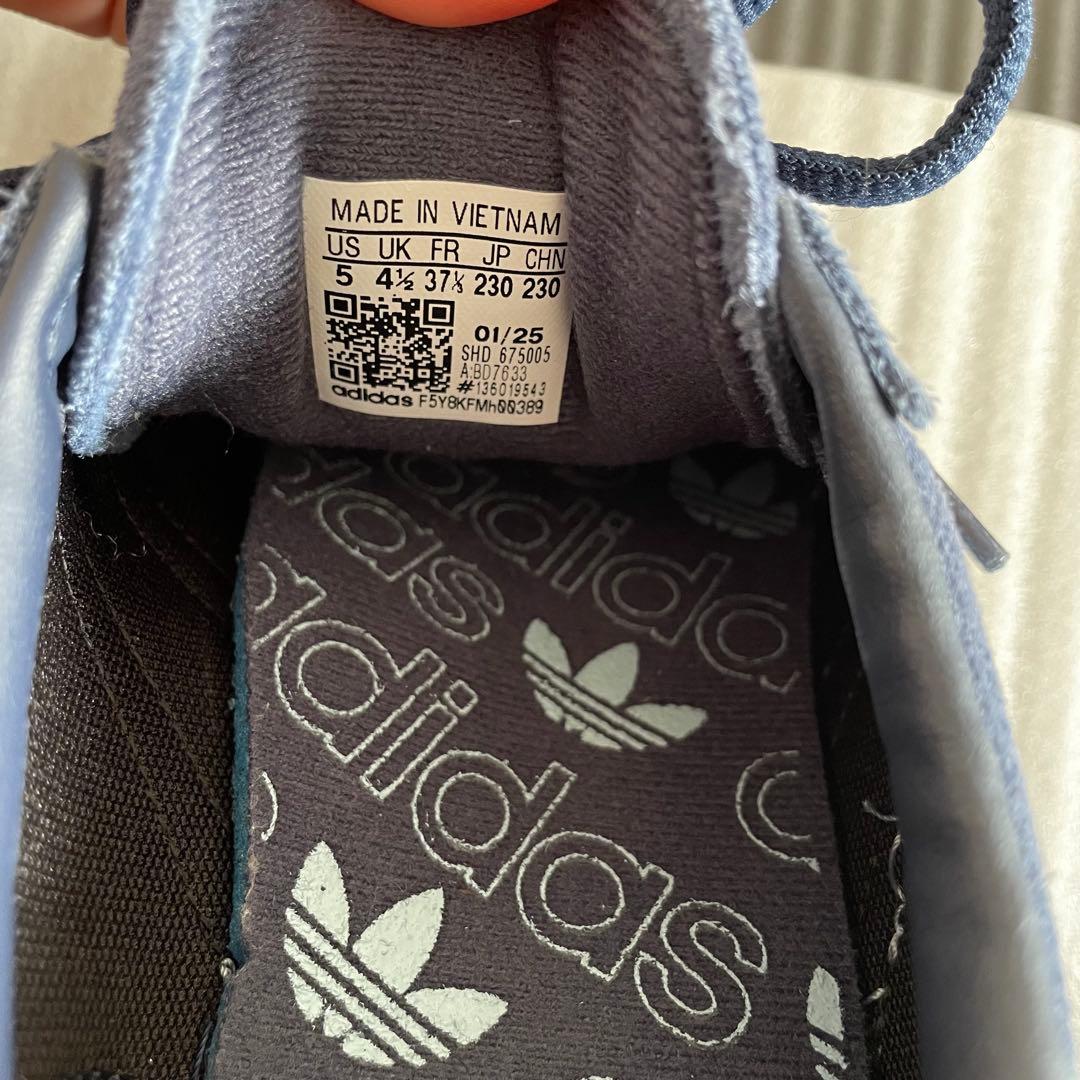 MADE IN VIETNAM
US UK FR JP CHN
5 4½ 37⅓ 230 230
01/25
SHD 675005
A:BD7633
#136019543
adidas F5Y8KFMh00389
adidas
adidas
adidas